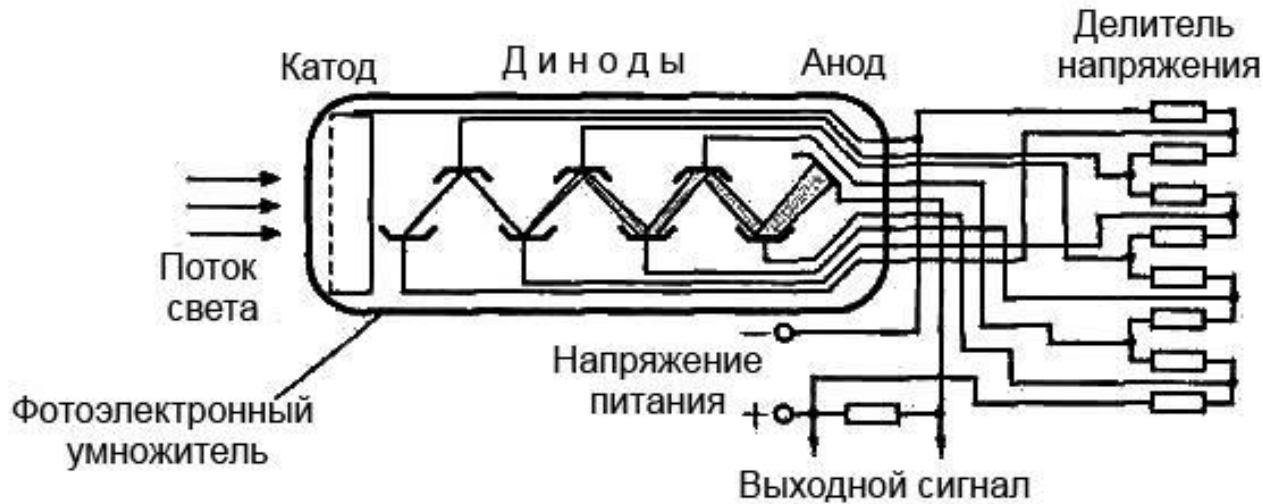 Делитель
напряжения
Катод
Д и н о д ы
Анод
Поток
света
−
Напряжение
питания
+
Фотоэлектронный
умножитель
Выходной сигнал